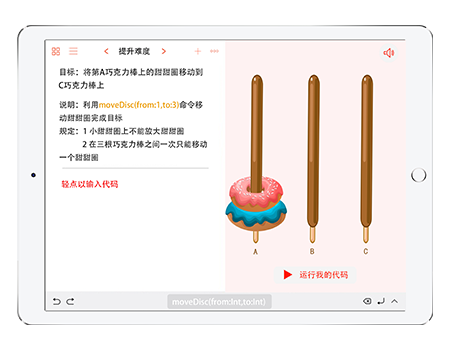 提升难度
目标：将第A巧克力棒上的甜甜圈移动到
C巧克力棒上
说明：利用moveDisc(from:1,to:3)命令移
动甜甜圈完成目标
规定：1 小甜甜圈上不能放大甜甜圈
2 在三根巧克力棒之间一次只能移动
一个甜甜圈
轻点以输入代码
A B C
运行我的代码
moveDisc(from:Int,to:Int)